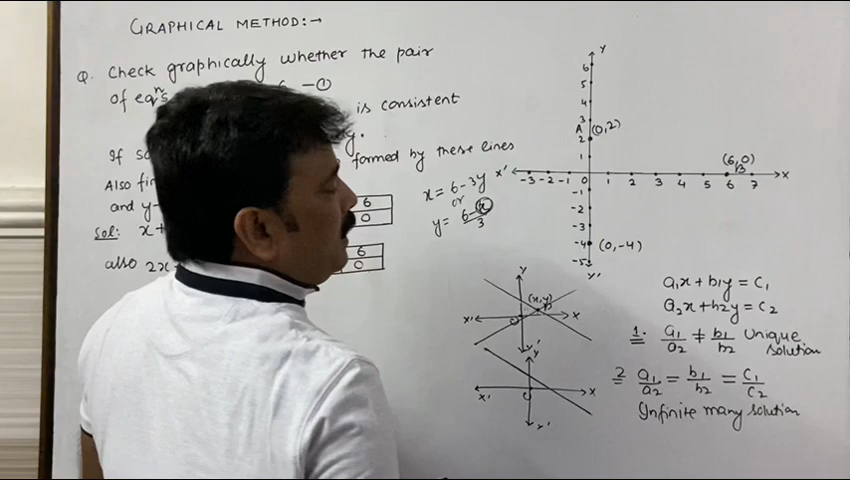 GRAPHICAL METHOD:→
Q. Check graphically whether the pair
of eqⁿs 6 -①
is consistent
If so
formed by these lines
Also fin
and y-
Sol: x+
6
0
also 2x
6
0
x = 6-3y
or
y = 6-x/3
Y
6
5
4
3
A (0,2)
2
1
X' -3 -2 -1 0 1 2 3 4 5 6 7 X
(6,0)
B
-1
-2
-3
-4 (0,-4)
-5
Y'
Y
(x,y)
P
X' O X
Y'
Y
X' O X
Y'
a₁x + b₁y = c₁
a₂x + b₂y = c₂
1. a₁/a₂ ≠ b₁/b₂ Unique
solution
2 a₁/a₂ = b₁/b₂ = c₁/c₂
Infinite many solution